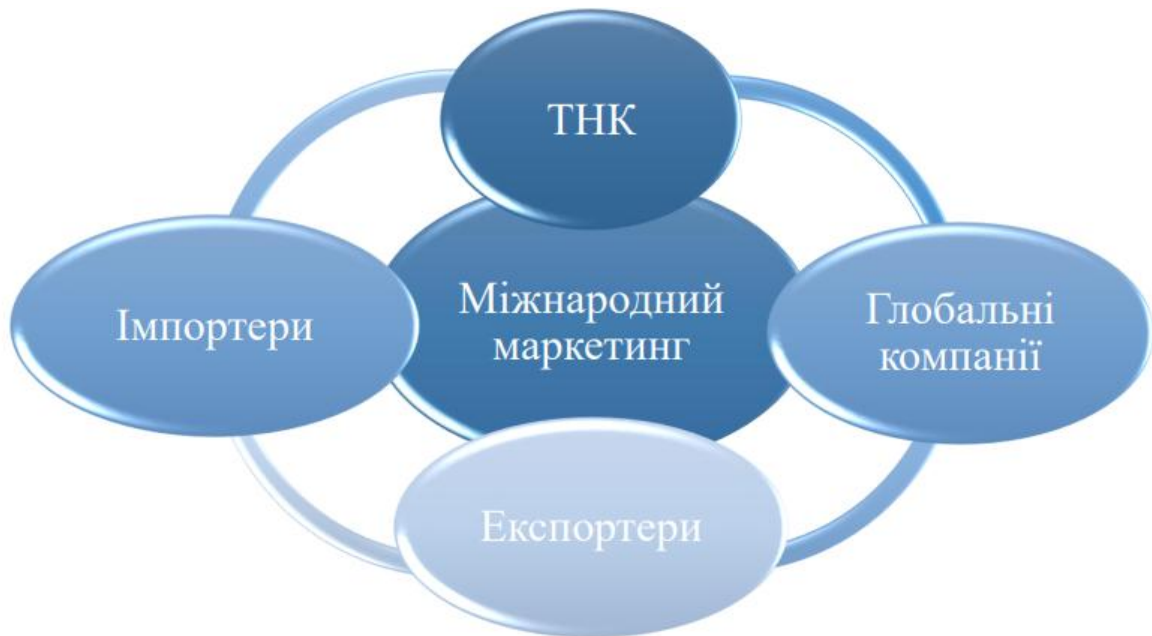 ТНК
Імпортери
Міжнародний
маркетинг
Глобальні
компанії
Експортери